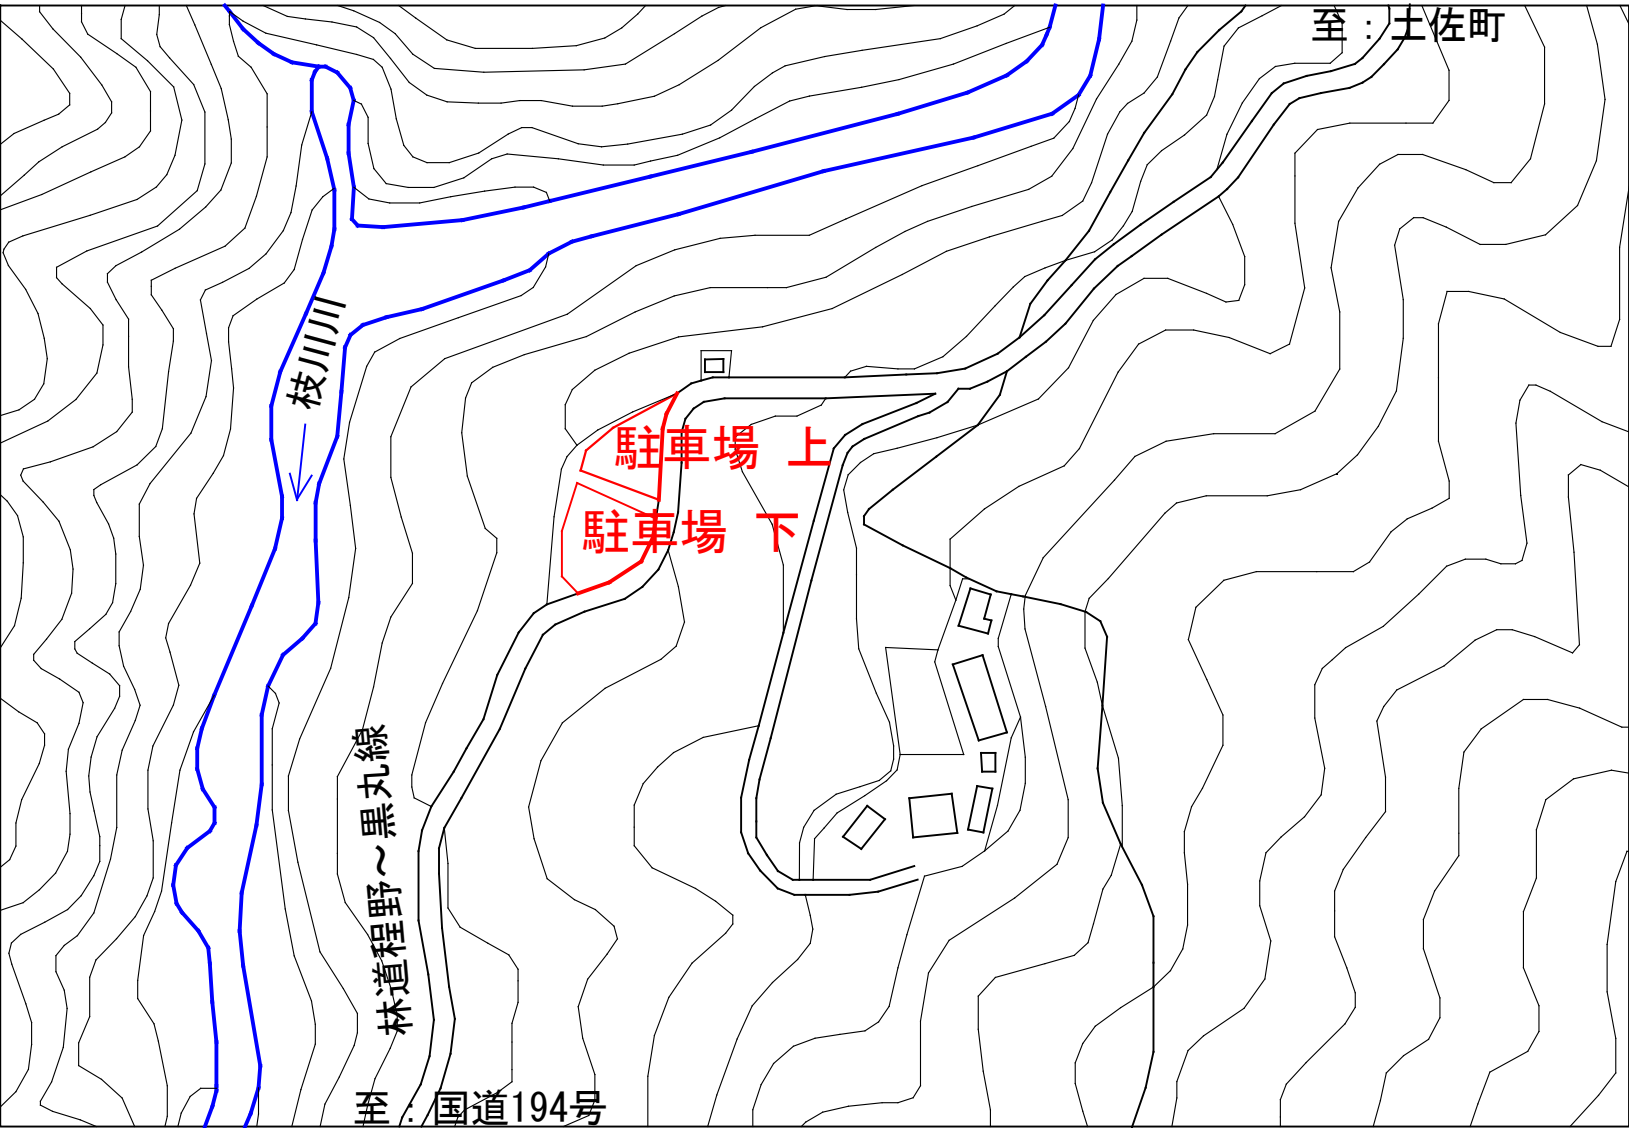 至：土佐町
枝川川
駐車場 上
駐車場 下
林道程野～黒丸線
至：国道194号